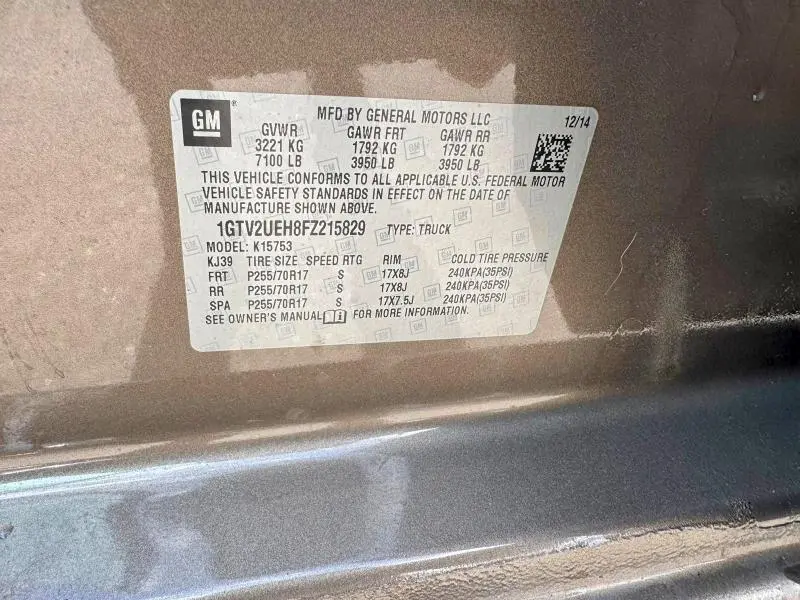 GM
MFD BY GENERAL MOTORS LLC
12/14
GVWR GAWR FRT GAWR RR
3221 KG 1792 KG 1792 KG
7100 LB 3950 LB 3950 LB
THIS VEHICLE CONFORMS TO ALL APPLICABLE U.S. FEDERAL MOTOR
VEHICLE SAFETY STANDARDS IN EFFECT ON THE DATE OF
MANUFACTURE SHOWN ABOVE.
1GTV2UEH8FZ215829 TYPE: TRUCK
MODEL: K15753
KJ39 TIRE SIZE SPEED RTG RIM COLD TIRE PRESSURE
FRT P255/70R17 S 17X8J 240KPA(35PSI)
RR P255/70R17 S 17X8J 240KPA(35PSI)
SPA P255/70R17 S 17X7.5J 240KPA(35PSI)
SEE OWNER'S MANUAL FOR MORE INFORMATION.